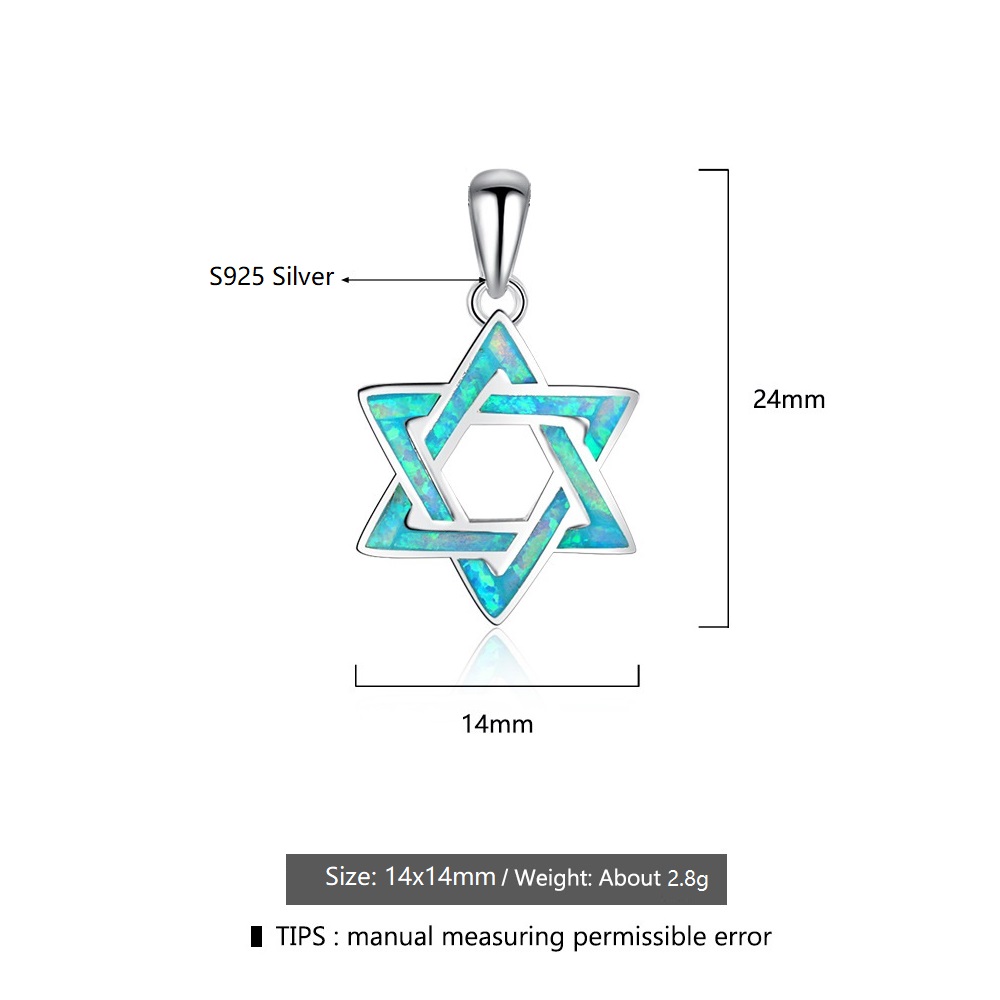 S925 Silver
24mm
14mm
Size: 14x14mm / Weight: About 2.8g
TIPS : manual measuring permissible error